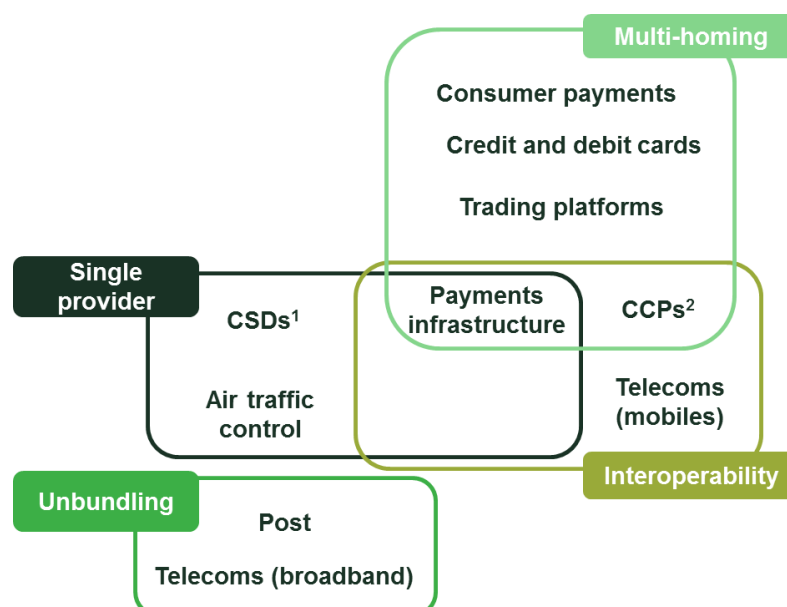 Multi-homing
Consumer payments
Credit and debit cards
Trading platforms
Single
provider
CSDs¹
Payments
infrastructure
CCPs²
Air traffic
control
Telecoms
(mobiles)
Interoperability
Unbundling
Post
Telecoms (broadband)